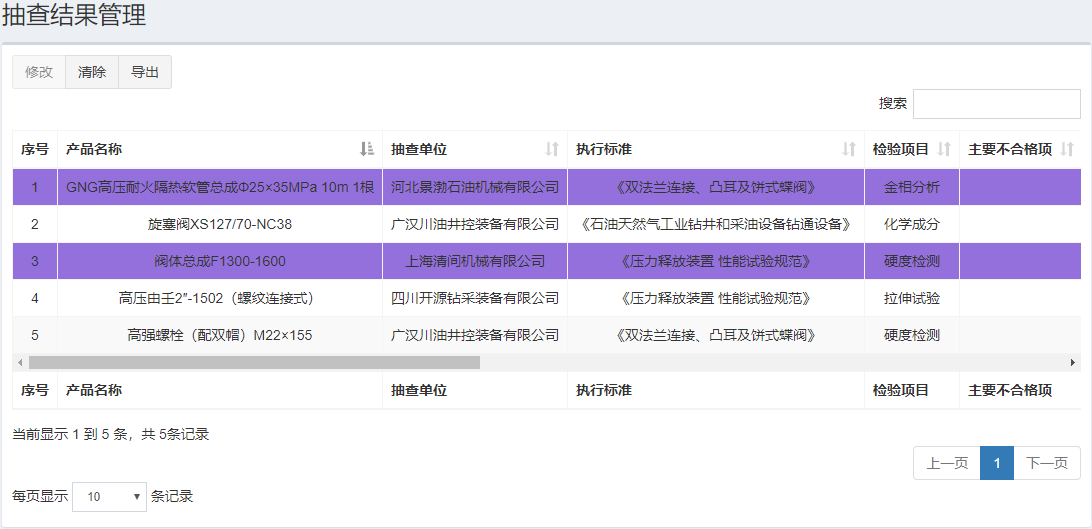 抽查结果管理
修改 清除 导出
搜索
序号 产品名称 抽查单位 执行标准 检验项目 主要不合格项
1 GNG高压耐火隔热软管总成Φ25×35MPa 10m 1根 河北景渤石油机械有限公司 《双法兰连接、凸耳及饼式蝶阀》 金相分析
2 旋塞阀XS127/70-NC38 广汉川油井控装备有限公司 《石油天然气工业钻井和采油设备钻通设备》 化学成分
3 阀体总成F1300-1600 上海清间机械有限公司 《压力释放装置 性能试验规范》 硬度检测
4 高压由壬2″-1502（螺纹连接式） 四川开源钻采装备有限公司 《压力释放装置 性能试验规范》 拉伸试验
5 高强螺栓（配双帽）M22×155 广汉川油井控装备有限公司 《双法兰连接、凸耳及饼式蝶阀》 硬度检测
序号 产品名称 抽查单位 执行标准 检验项目 主要不合格项
当前显示 1 到 5 条，共 5条记录
上一页 1 下一页
每页显示 10 条记录